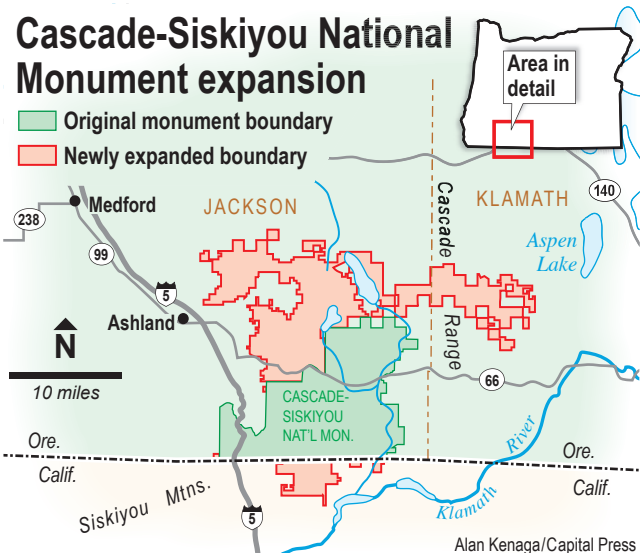 Cascade-Siskiyou National
Monument expansion
Area in
detail
Original monument boundary
Newly expanded boundary
140
238
Medford
JACKSON
Cascade
KLAMATH
99
Aspen
Lake
5
Ashland
N
Range
10 miles
66
CASCADE-
SISKIYOU
NAT'L MON.
River
Ore.
Ore.
Calif.
Calif.
Siskiyou Mtns.
Klamath
5
Alan Kenaga/Capital Press